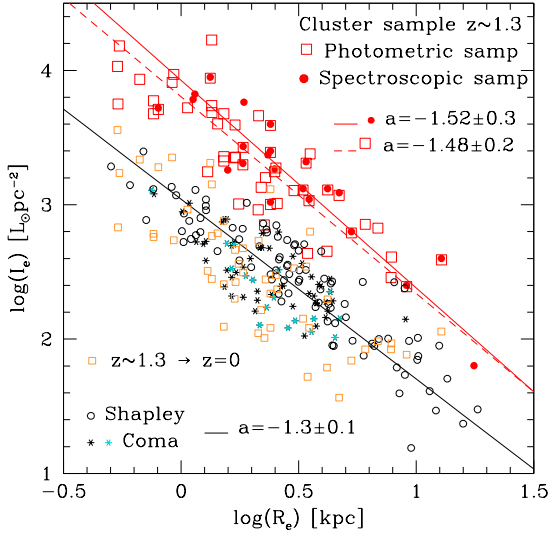 Cluster sample z~1.3
Photometric samp
Spectroscopic samp
a=−1.52±0.3
a=−1.48±0.2
z~1.3 → z=0
Shapley
Coma
a=−1.3±0.1
log(Iₑ) [L⊙pc⁻²]
4
3
2
1
−0.5
0
0.5
1
1.5
log(Rₑ) [kpc]